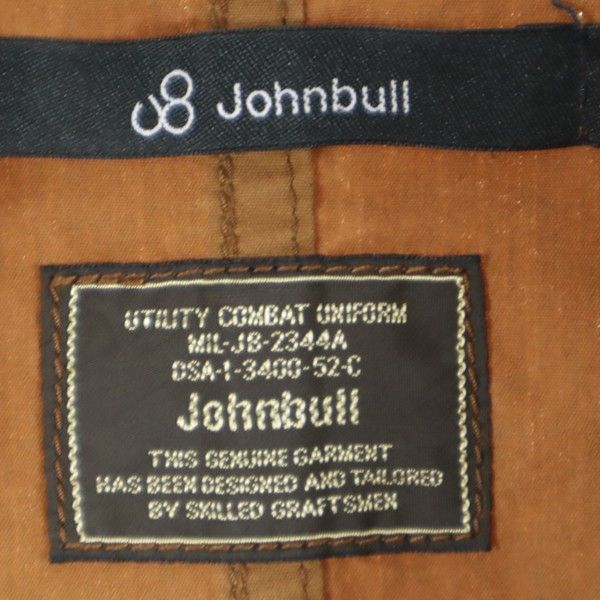 Johnbull
UTILITY COMBAT UNIFORM
MIL-JB-2344A
DSA-1-3400-52-C
Johnbull
THIS GENUINE GARMENT
HAS BEEN DESIGNED AND TAILORED
BY SKILLED GRAFTSMEN